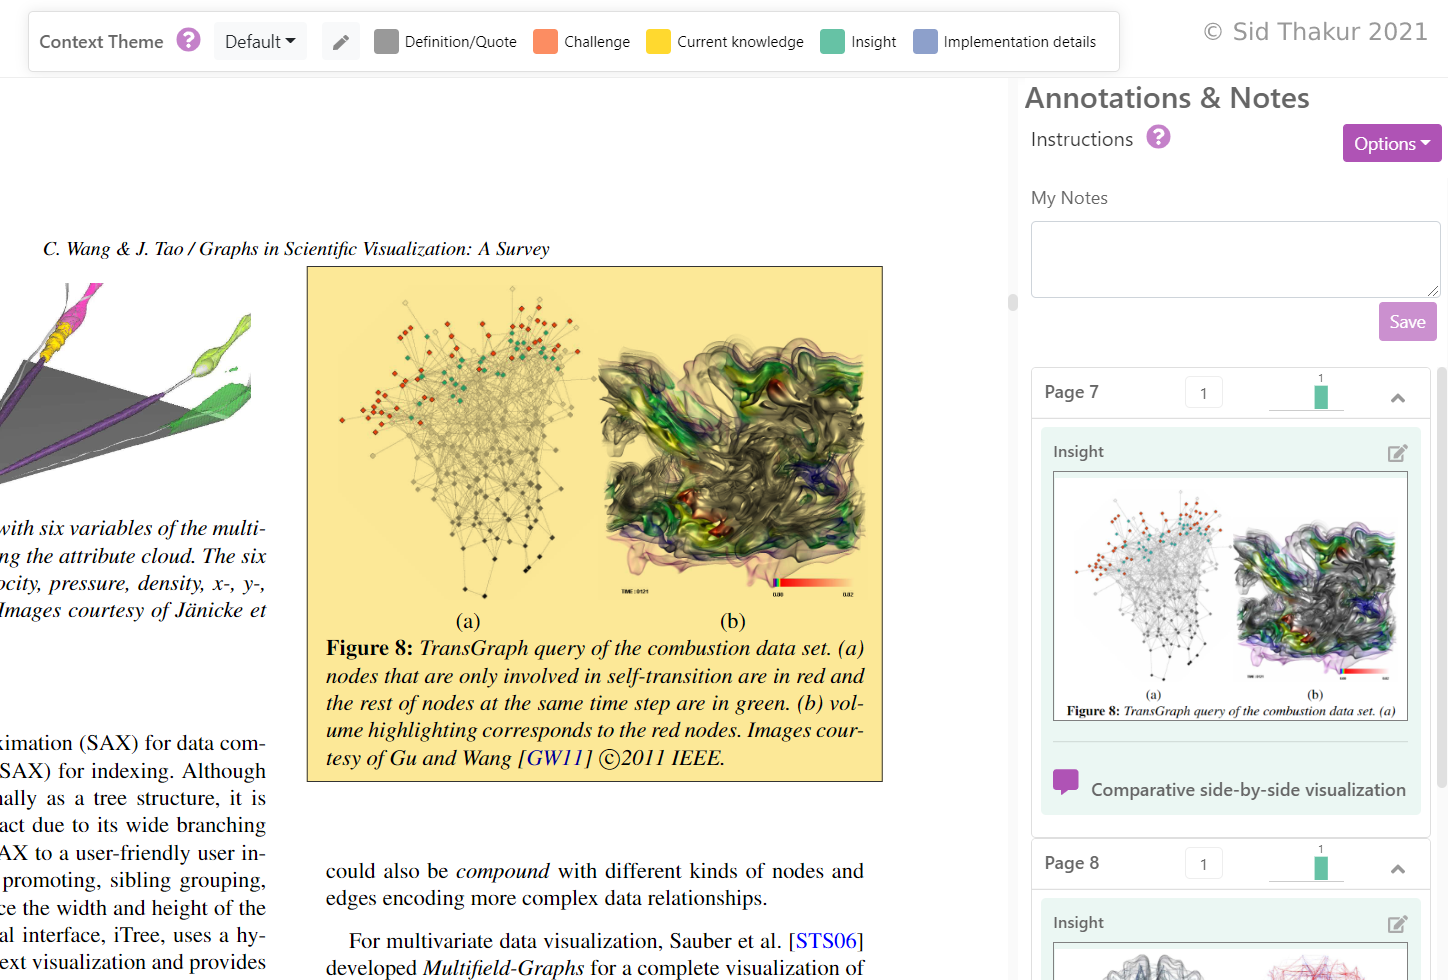 Context Theme ? Default Definition/Quote Challenge Current knowledge Insight Implementation details
© Sid Thakur 2021
C. Wang & J. Tao / Graphs in Scientific Visualization: A Survey
with six variables of the multi-
ng the attribute cloud. The six
ocity, pressure, density, x-, y-,
Images courtesy of Jänicke et
ximation (SAX) for data com-
SAX) for indexing. Although
nally as a tree structure, it is
act due to its wide branching
AX to a user-friendly user in-
promoting, sibling grouping,
ce the width and height of the
al interface, iTree, uses a hy-
ext visualization and provides
TIME:0121
0.00 0.02
(a) (b)
Figure 8: TransGraph query of the combustion data set. (a)
nodes that are only involved in self-transition are in red and
the rest of nodes at the same time step are in green. (b) vol-
ume highlighting corresponds to the red nodes. Images cour-
tesy of Gu and Wang [GW11] ©2011 IEEE.
could also be compound with different kinds of nodes and
edges encoding more complex data relationships.
For multivariate data visualization, Sauber et al. [STS06]
developed Multifield-Graphs for a complete visualization of
Annotations & Notes
Instructions ?
Options
My Notes
Save
Page 7 1 1
Insight
(a) (b)
Figure 8: TransGraph query of the combustion data set. (a)
Comparative side-by-side visualization
Page 8 1 1
Insight